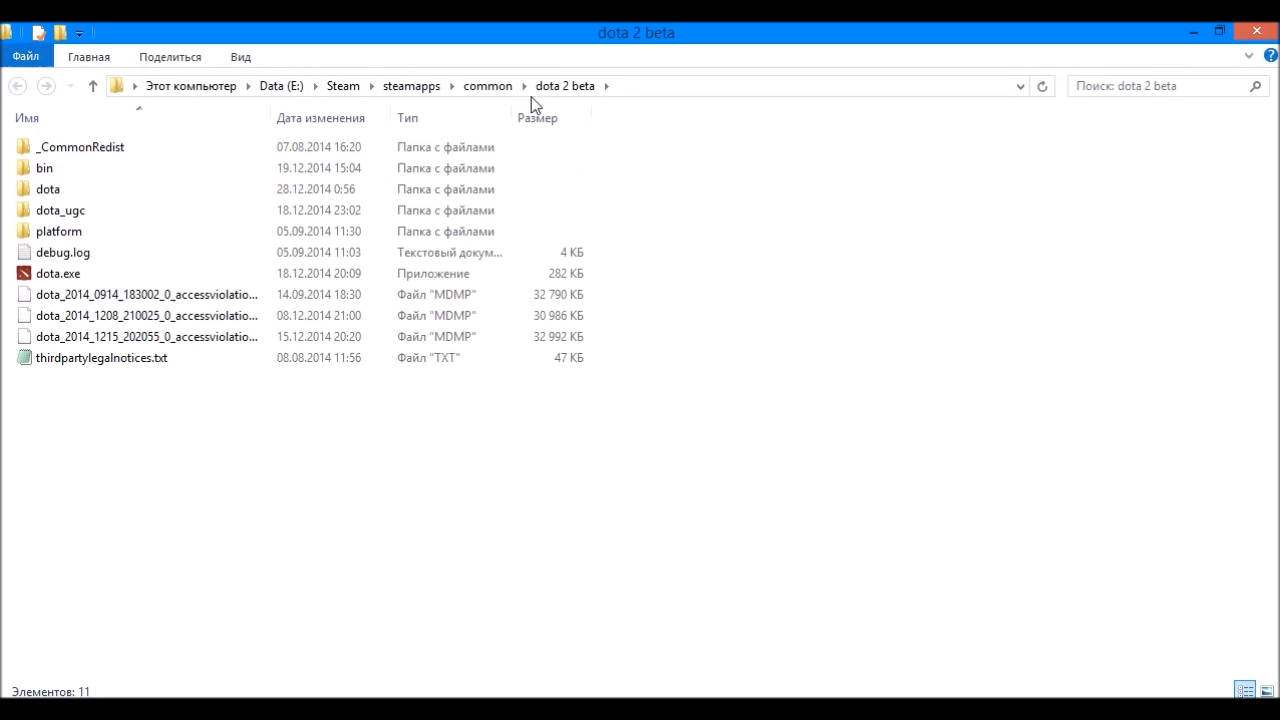 dota 2 beta
Файл Главная Поделиться Вид
Этот компьютер Data (E:) Steam steamapps common dota 2 beta Поиск: dota 2 beta
Имя Дата изменения Тип Размер
_CommonRedist 07.08.2014 16:20 Папка с файлами
bin 19.12.2014 15:04 Папка с файлами
dota 28.12.2014 0:56 Папка с файлами
dota_ugc 18.12.2014 23:02 Папка с файлами
platform 05.09.2014 11:30 Папка с файлами
debug.log 05.09.2014 11:03 Текстовый докум... 4 КБ
dota.exe 18.12.2014 20:09 Приложение 282 КБ
dota_2014_0914_183002_0_accessviolatio... 14.09.2014 18:30 Файл "MDMP" 32 790 КБ
dota_2014_1208_210025_0_accessviolatio... 08.12.2014 21:00 Файл "MDMP" 30 986 КБ
dota_2014_1215_202055_0_accessviolatio... 15.12.2014 20:20 Файл "MDMP" 32 992 КБ
thirdpartylegalnotices.txt 08.08.2014 11:56 Файл "TXT" 47 КБ
Элементов: 11